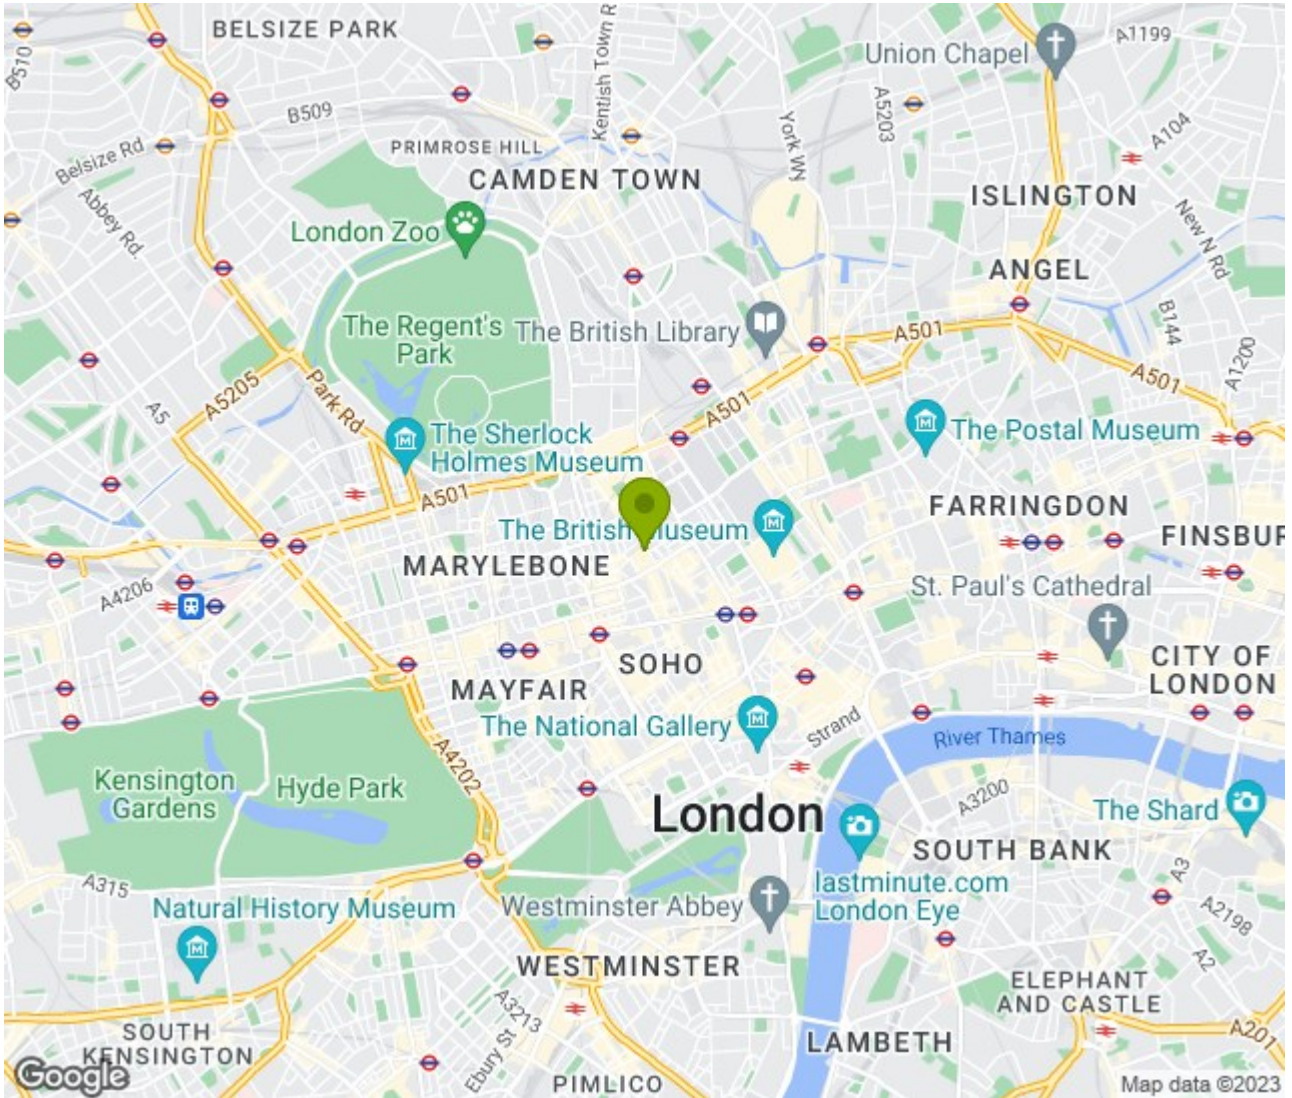 BELSIZE PARK
Kentish Town R
Union Chapel
A1199
B510
B509
A5203
A104
York Wy
Belsize Rd
PRIMROSE HILL
CAMDEN TOWN
ISLINGTON
Abbey Rd.
London Zoo
New N Rd
ANGEL
The Regent's
Park
The British Library
A501
B144
A1200
A5
A5205
Park Rd
A501
A501
The Sherlock
Holmes Museum
The Postal Museum
A501
FARRINGDON
The British Museum
FINSBUR
MARYLEBONE
A4206
St. Paul's Cathedral
SOHO
CITY OF
LONDON
MAYFAIR
The National Gallery
Strand
River Thames
A4202
Kensington
Gardens
Hyde Park
London
A3200
The Shard
SOUTH BANK
A315
A3
lastminute.com
London Eye
Natural History Museum
Westminster Abbey
A2198
A2
WESTMINSTER
ELEPHANT
AND CASTLE
A3213
SOUTH
KENSINGTON
Ebury St
LAMBETH
A201
PIMLICO
Google
Map data ©2023